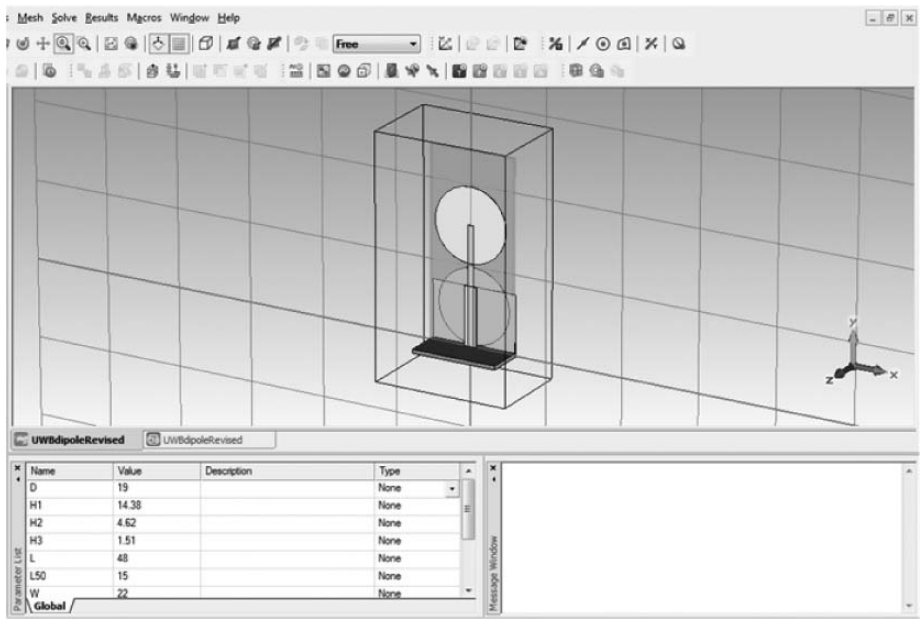 Mesh Solve Results Macros Window Help
Free
y
x
z
UWBdipoleRevised UWBdipoleRevised
Name Value Description Type
D 19 None
H1 14.38 None
H2 4.62 None
H3 1.51 None
L 48 None
L50 15 None
W 22 None
Global
Parameter List
Message Window